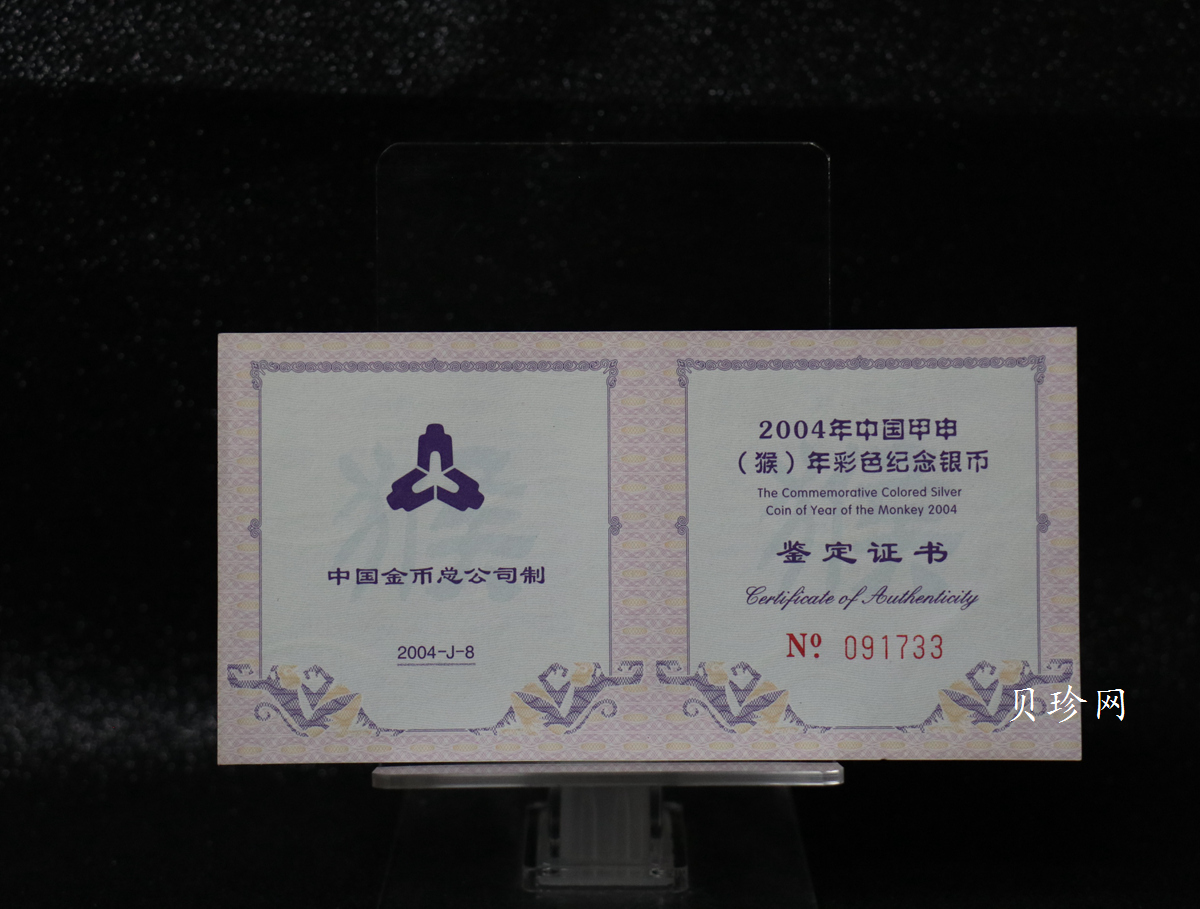 中国金币总公司制
2004-J-8
2004年中国甲申
（猴）年彩色纪念银币
The Commemorative Colored Silver
Coin of Year of the Monkey 2004
鉴定证书
Certificate of Authenticity
Nº 091733
贝珍网